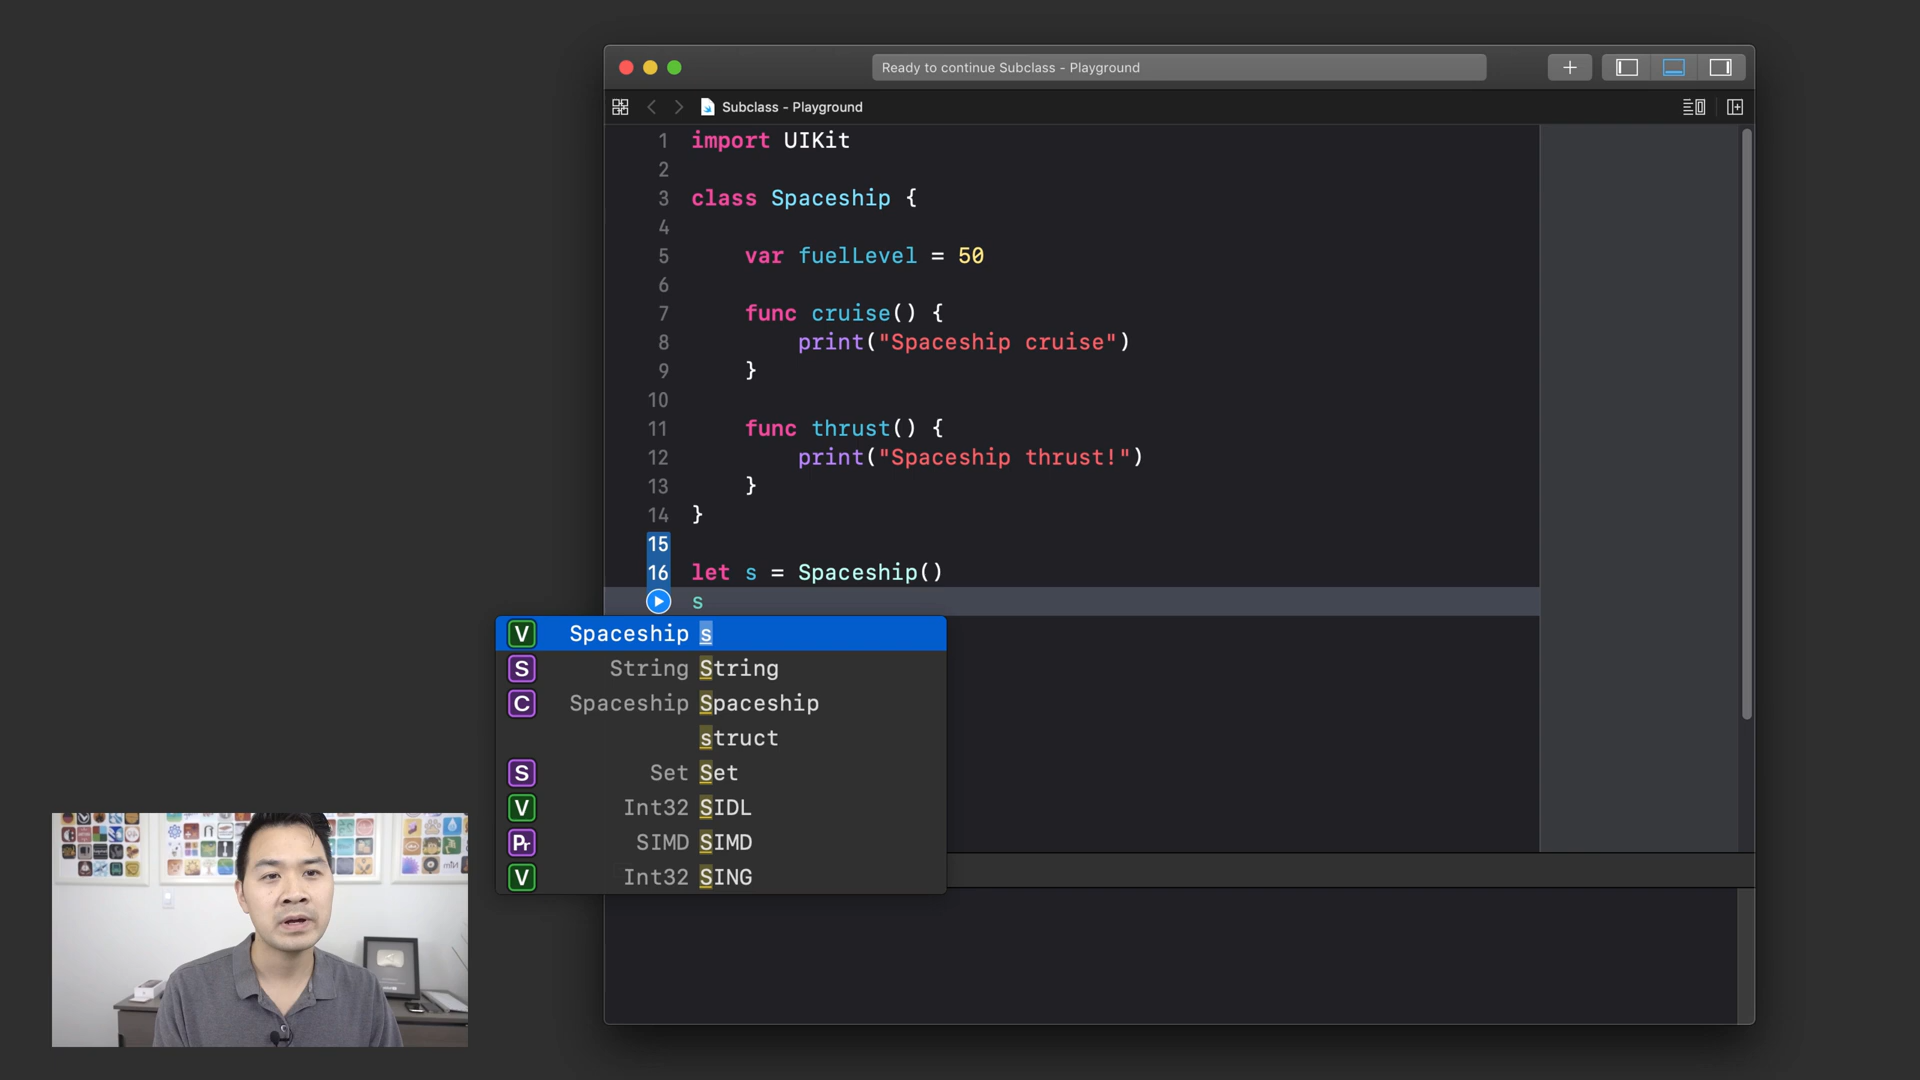 Ready to continue Subclass - Playground
Subclass - Playground
1 import UIKit
2
3 class Spaceship {
4
5 var fuelLevel = 50
6
7 func cruise() {
8 print("Spaceship cruise")
9 }
10
11 func thrust() {
12 print("Spaceship thrust!")
13 }
14 }
15
16 let s = Spaceship()
s
V Spaceship s
S String String
C Spaceship Spaceship
struct
S Set Set
V Int32 SIDL
Pr SIMD SIMD
V Int32 SING